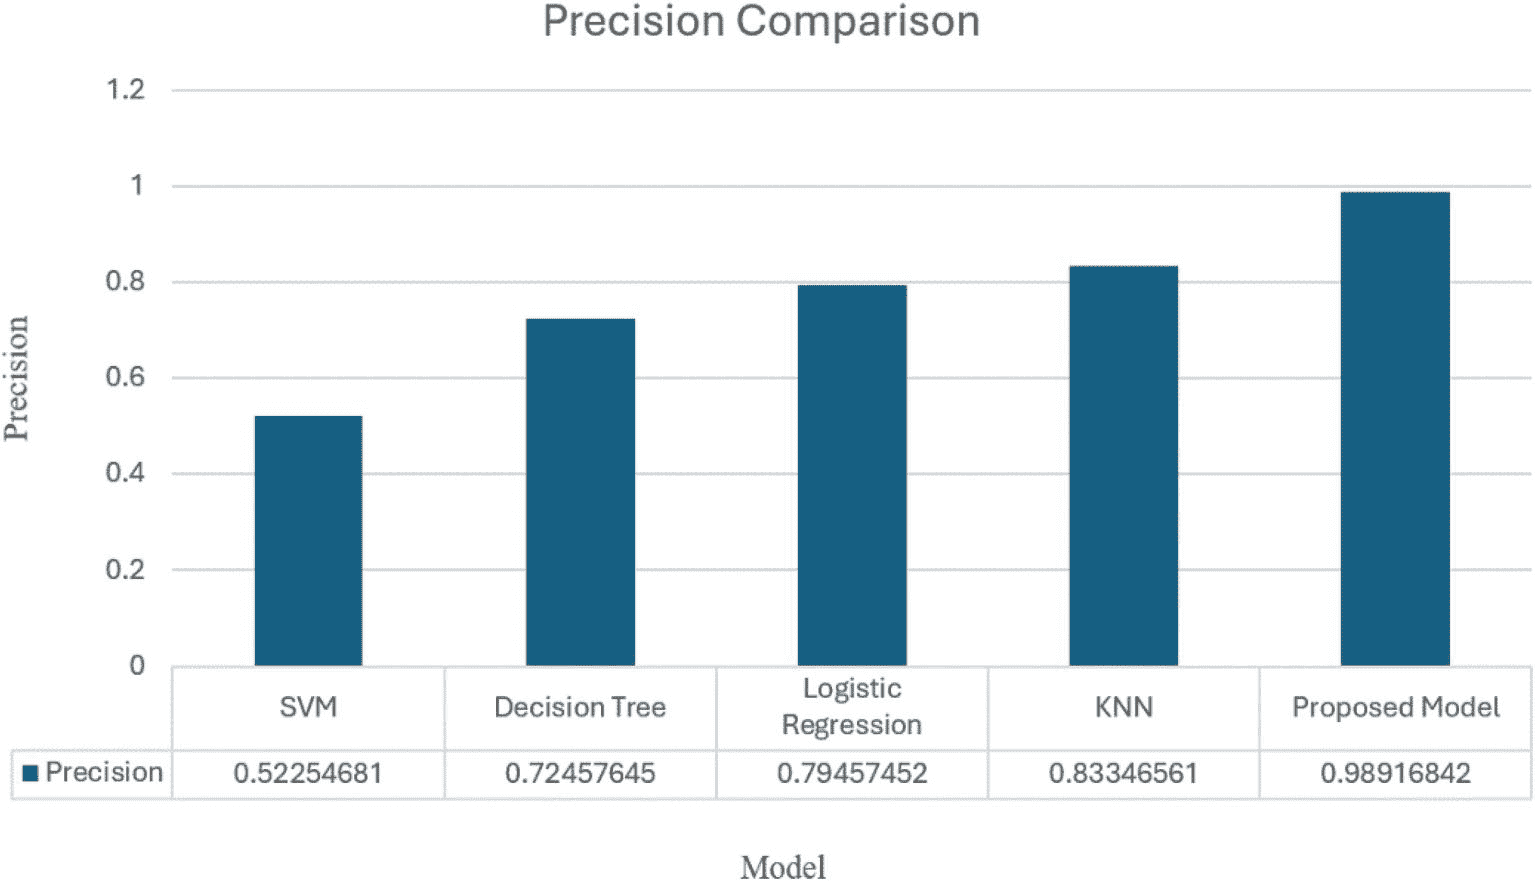 Precision Comparison
1.2
1
0.8
0.6
0.4
0.2
0
Precision
SVM
Decision Tree
Logistic
Regression
KNN
Proposed Model
Precision
0.52254681
0.72457645
0.79457452
0.83346561
0.98916842
Model